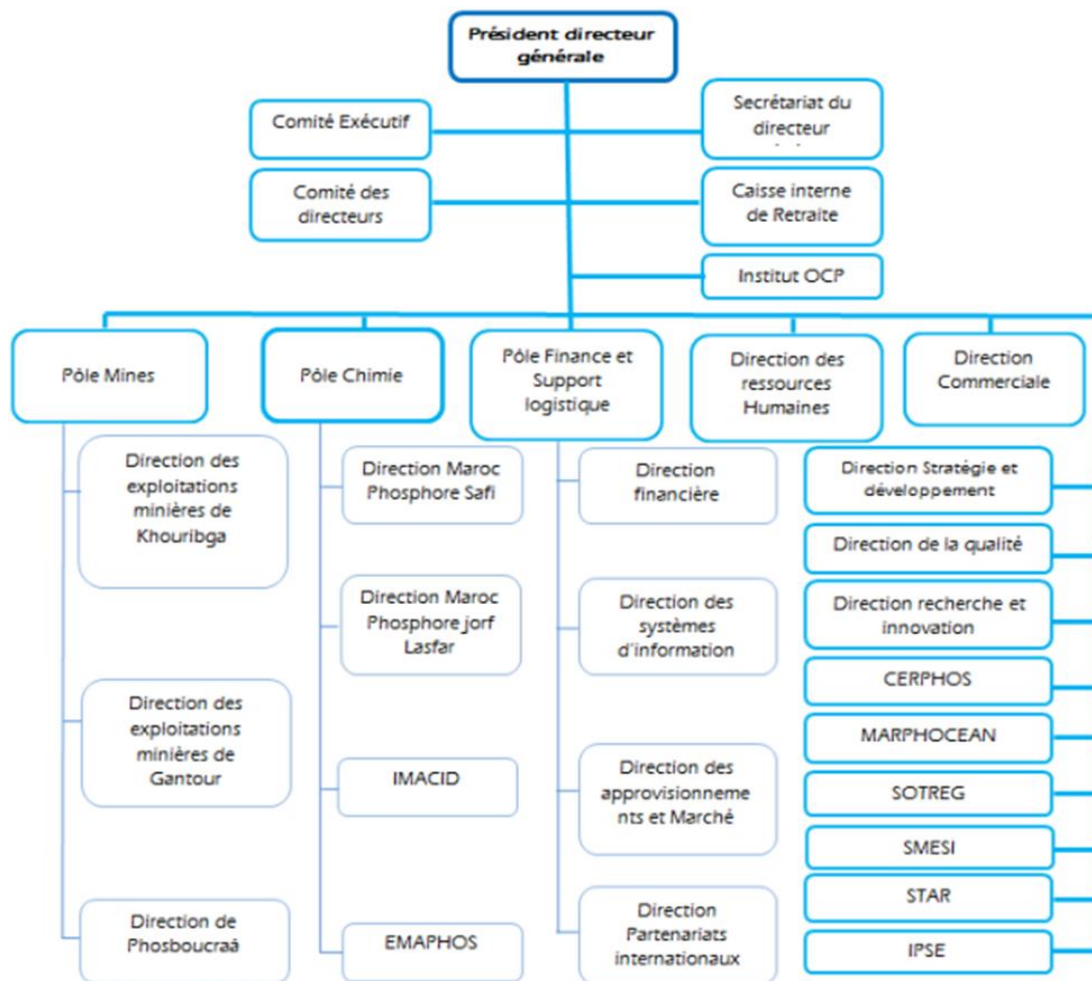 Président directeur
générale
Comité Exécutif
Secrétariat du
directeur
Comité des
directeurs
Caisse interne
de Retraite
Institut OCP
Pôle Mines
Pôle Chimie
Pôle Finance et
Support
logistique
Direction des
ressources
Humaines
Direction
Commerciale
Direction des
exploitations
minières de
Khouribga
Direction des
exploitations
minières de
Gantour
Direction de
Phosboucraâ
Direction Maroc
Phosphore Safi
Direction Maroc
Phosphore jorf
Lasfar
IMACID
EMAPHOS
Direction
financière
Direction des
systèmes
d'information
Direction des
approvisionneme
nts et Marché
Direction
Partenariats
internationaux
Direction Stratégie et
développement
Direction de la qualité
Direction recherche et
innovation
CERPHOS
MARPHOCEAN
SOTREG
SMESI
STAR
IPSE